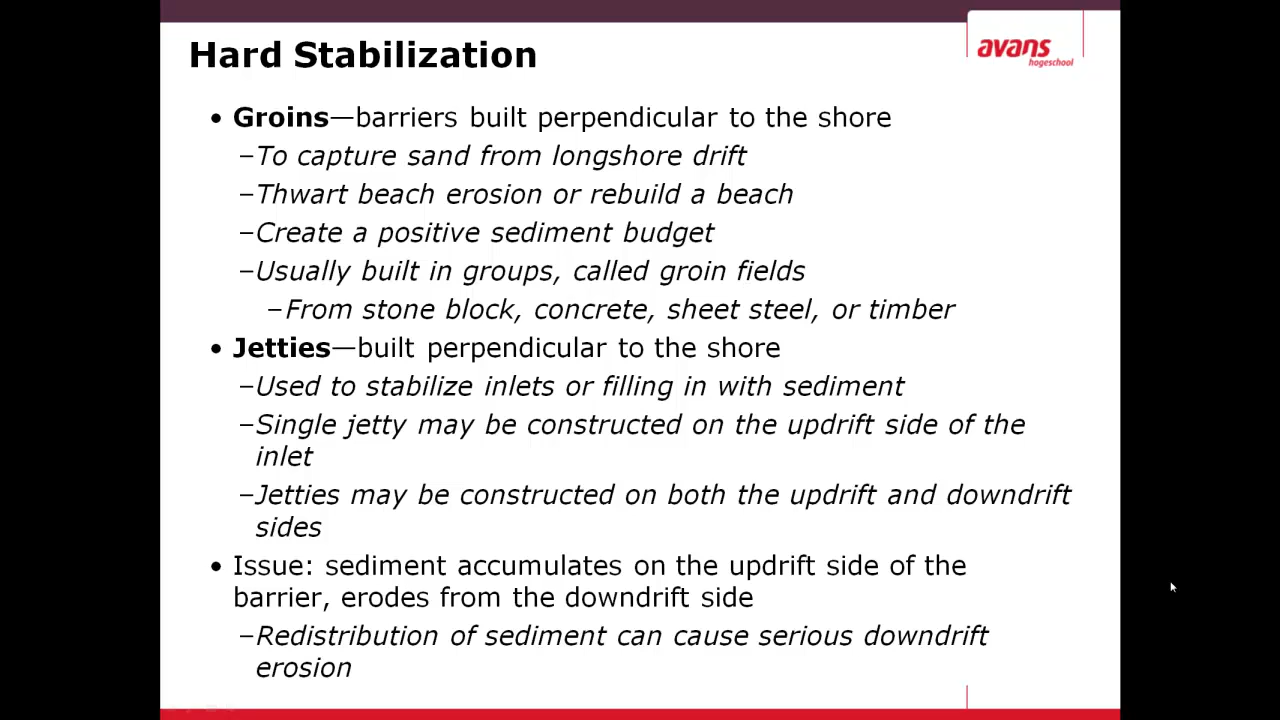 avans
hogeschool
Hard Stabilization
• Groins—barriers built perpendicular to the shore
–To capture sand from longshore drift
–Thwart beach erosion or rebuild a beach
–Create a positive sediment budget
–Usually built in groups, called groin fields
–From stone block, concrete, sheet steel, or timber
• Jetties—built perpendicular to the shore
–Used to stabilize inlets or filling in with sediment
–Single jetty may be constructed on the updrift side of the
inlet
–Jetties may be constructed on both the updrift and downdrift
sides
• Issue: sediment accumulates on the updrift side of the
barrier, erodes from the downdrift side
–Redistribution of sediment can cause serious downdrift
erosion